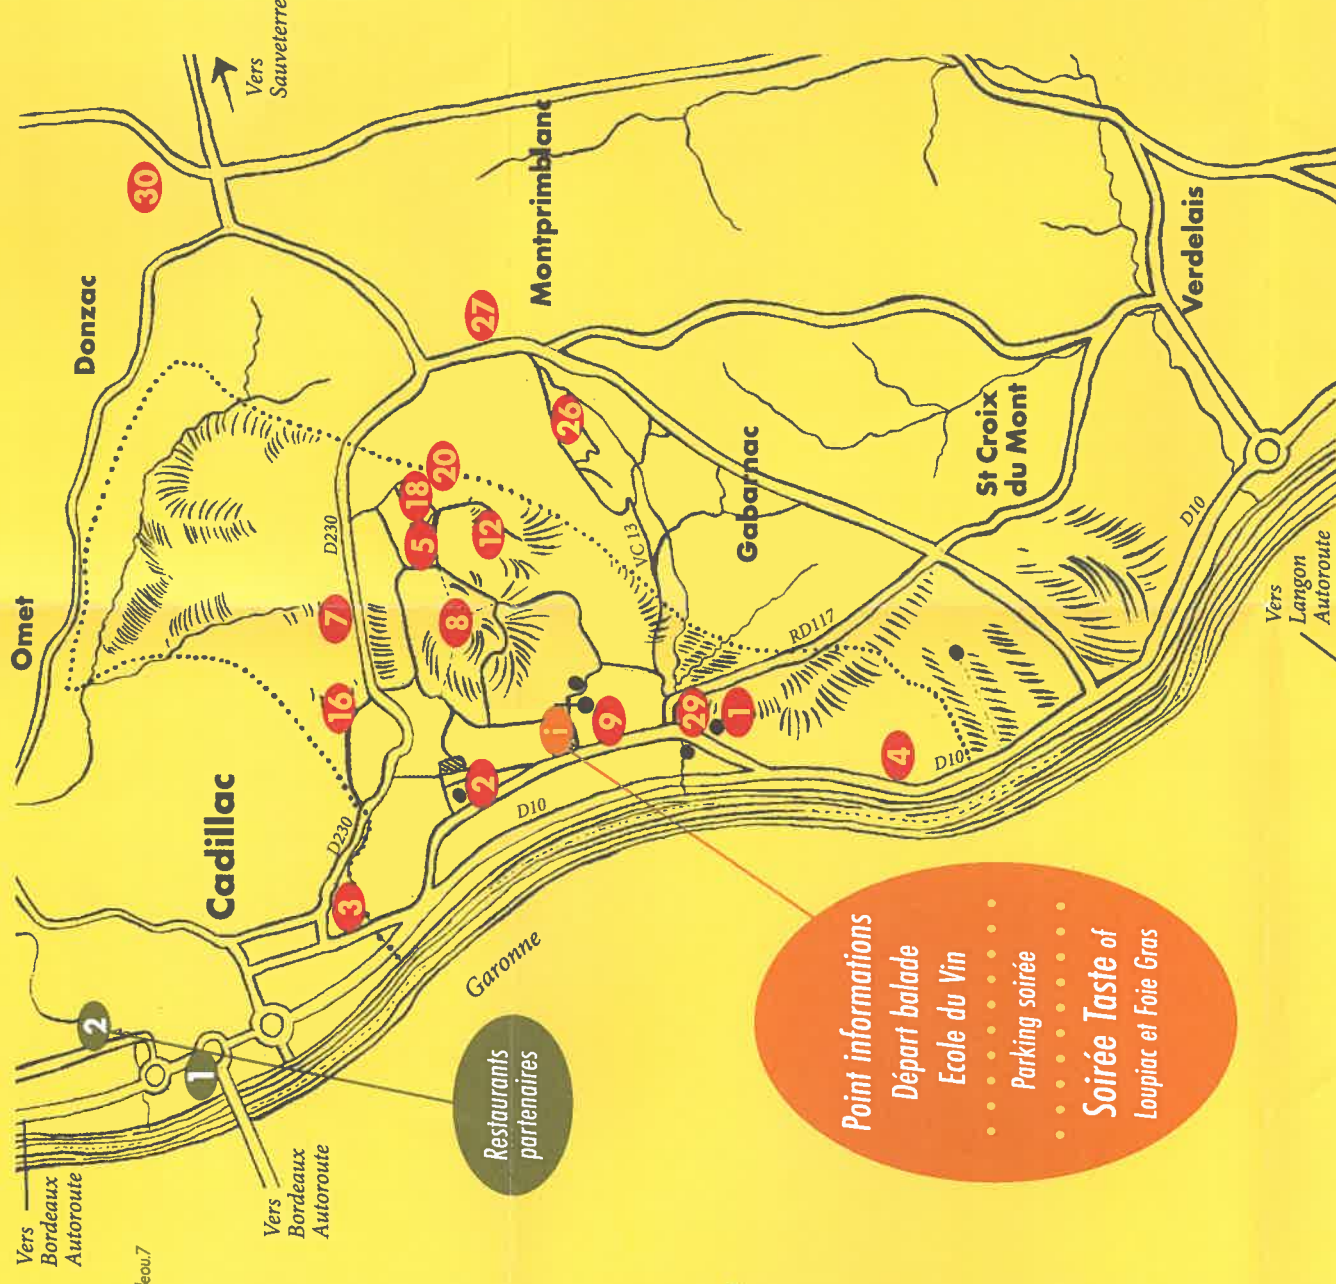 Vers
Sauveterre
30
Donzac
Montprimblanc
27
Verdelais
Omet
D230
18
20
5
12
26
VC 13
Gabarnac
St Croix
du Mont
D10
Vers
Langon
Autoroute
7
8
RD117
16
i
9
29
1
4
D10
Cadillac
D230
2
D10
3
Garonne
2
1
Restaurants
partenaires
Point informations
Départ balade
Ecole du Vin
Parking soirée
Soirée Taste of
Loupiac et Foie Gras
Vers
Bordeaux
Autoroute
Vers
Bordeaux
Autoroute